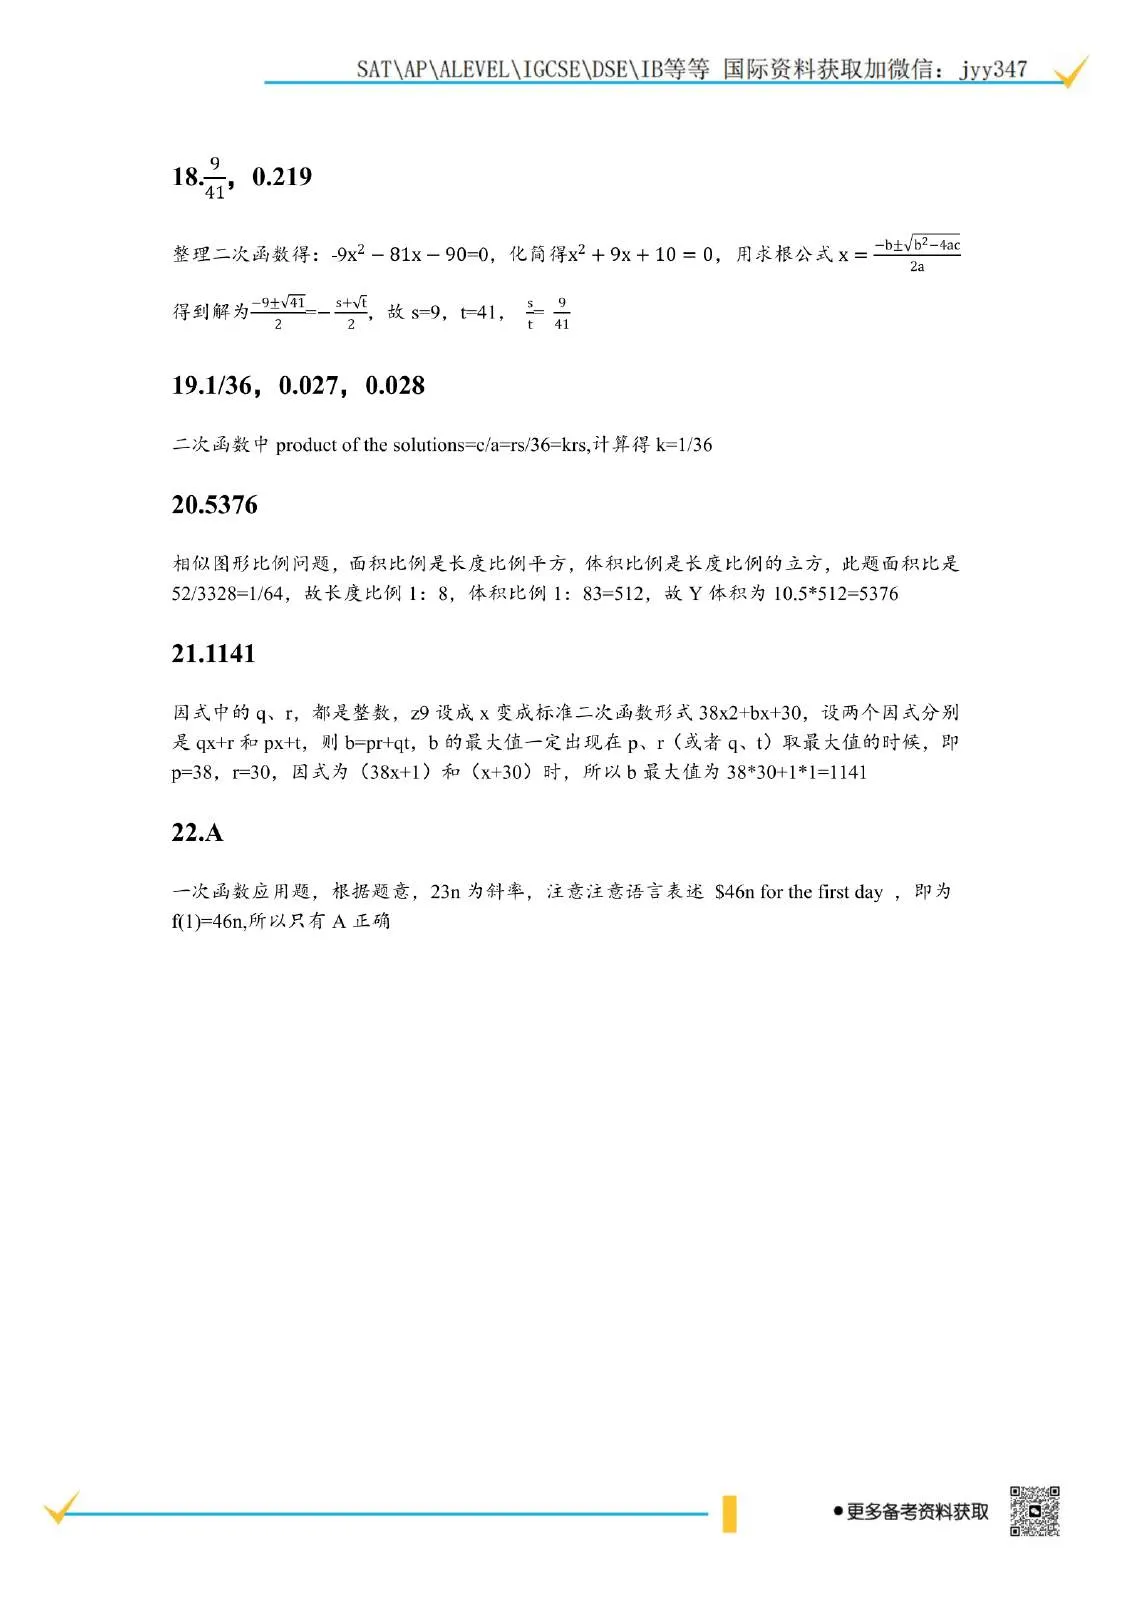 SAT\AP\ALEVEL\IGCSE\DSE\IB等等 国际资料获取加微信：jyy347
18.9/41，0.219
整理二次函数得：-9x² − 81x − 90=0，化简得x² + 9x + 10 = 0，用求根公式 x = (−b±√(b²−4ac))/2a
得到解为(−9±√41)/2=−(s+√t)/2，故 s=9，t=41， s/t= 9/41
19.1/36，0.027，0.028
二次函数中 product of the solutions=c/a=rs/36=krs,计算得 k=1/36
20.5376
相似图形比例问题，面积比例是长度比例平方，体积比例是长度比例的立方，此题面积比是
52/3328=1/64，故长度比例 1：8，体积比例 1：83=512，故 Y 体积为 10.5*512=5376
21.1141
因式中的 q、r，都是整数，z9 设成 x 变成标准二次函数形式 38x2+bx+30，设两个因式分别
是 qx+r 和 px+t，则 b=pr+qt，b 的最大值一定出现在 p、r（或者 q、t）取最大值的时候，即
p=38，r=30，因式为（38x+1）和（x+30）时，所以 b 最大值为 38*30+1*1=1141
22.A
一次函数应用题，根据题意，23n 为斜率，注意注意语言表述 $46n for the first day ，即为
f(1)=46n,所以只有 A 正确
●更多备考资料获取